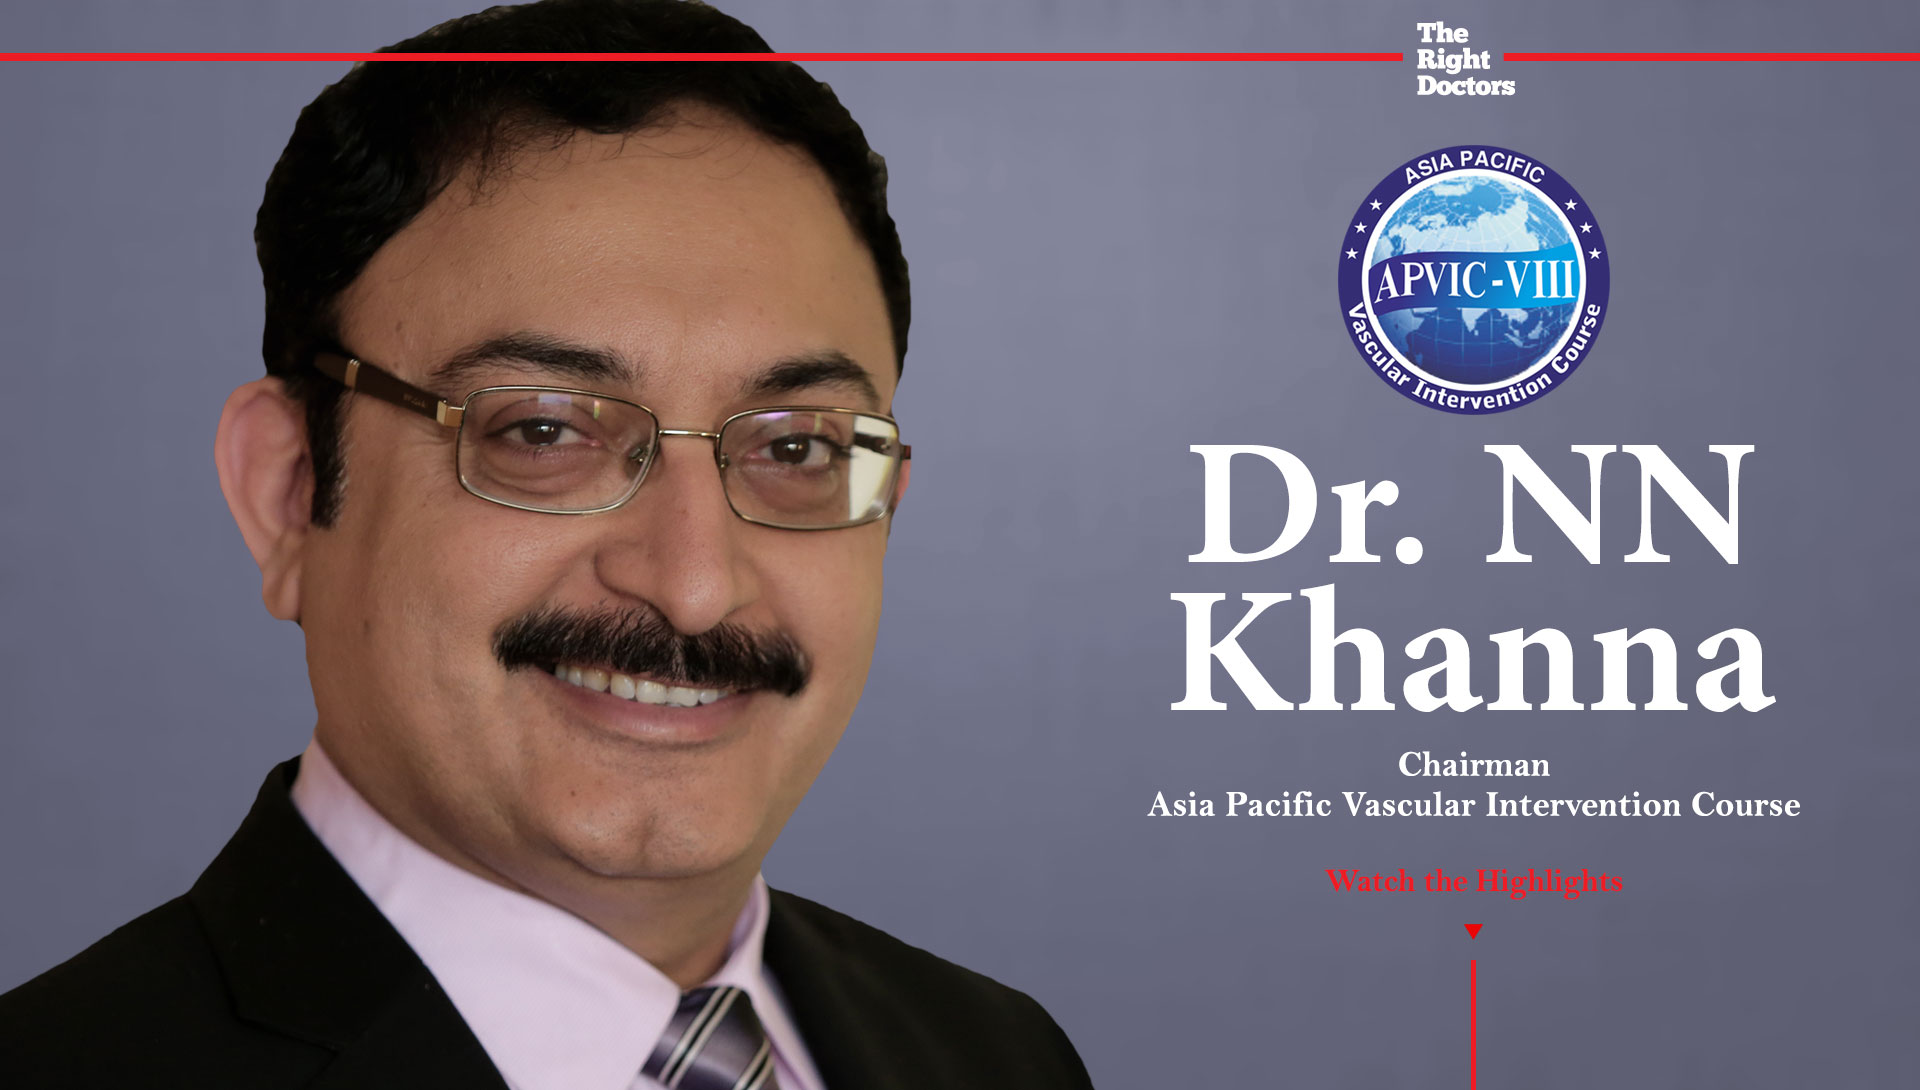 The
Right
Doctors
ASIA PACIFIC
APVIC-VIII
Vascular Intervention Course
Dr. NN
Khanna
Chairman
Asia Pacific Vascular Intervention Course
Watch the Highlights